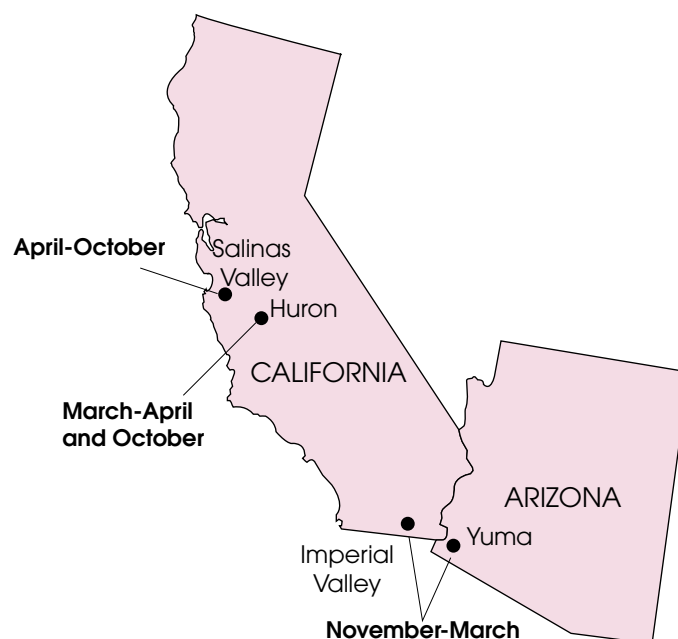 April-October
Salinas
Valley
Huron
CALIFORNIA
March-April
and October
ARIZONA
Yuma
Imperial
Valley
November-March